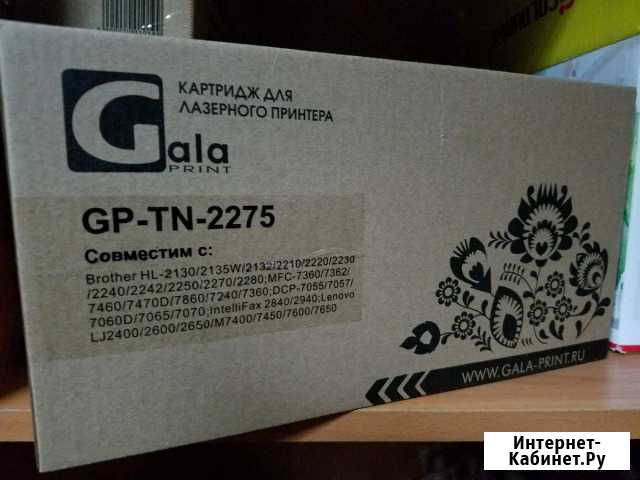 Gala
PRINT
КАРТРИДЖ ДЛЯ
ЛАЗЕРНОГО ПРИНТЕРА
GP-TN-2275
Совместим с:
Brother HL-2130/2135W/2132/2210/2220/2230
/2240/2242/2250/2270/2280;MFC-7360/7362/
7460/7470D/7860/7240/7360;DCP-7055/7057/
7060D/7065/7070;IntelliFax 2840/2940;Lenovo
LJ2400/2600/2650/M7400/7450/7600/7650
WWW.GALA-PRINT.RU
Интернет-
Кабинет.Ру